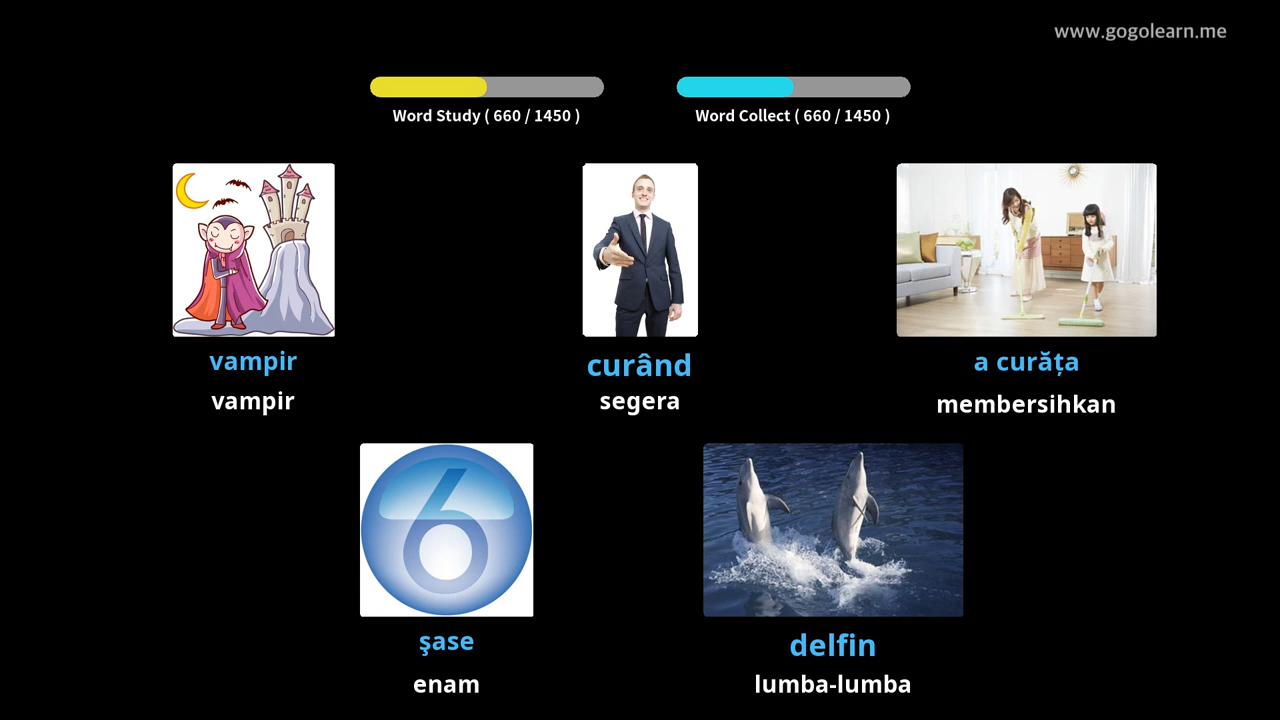 www.gogolearn.me
Word Study ( 660 / 1450 )
Word Collect ( 660 / 1450 )
vampir
vampir
curând
segera
a curăța
membersihkan
6
şase
enam
delfin
lumba-lumba